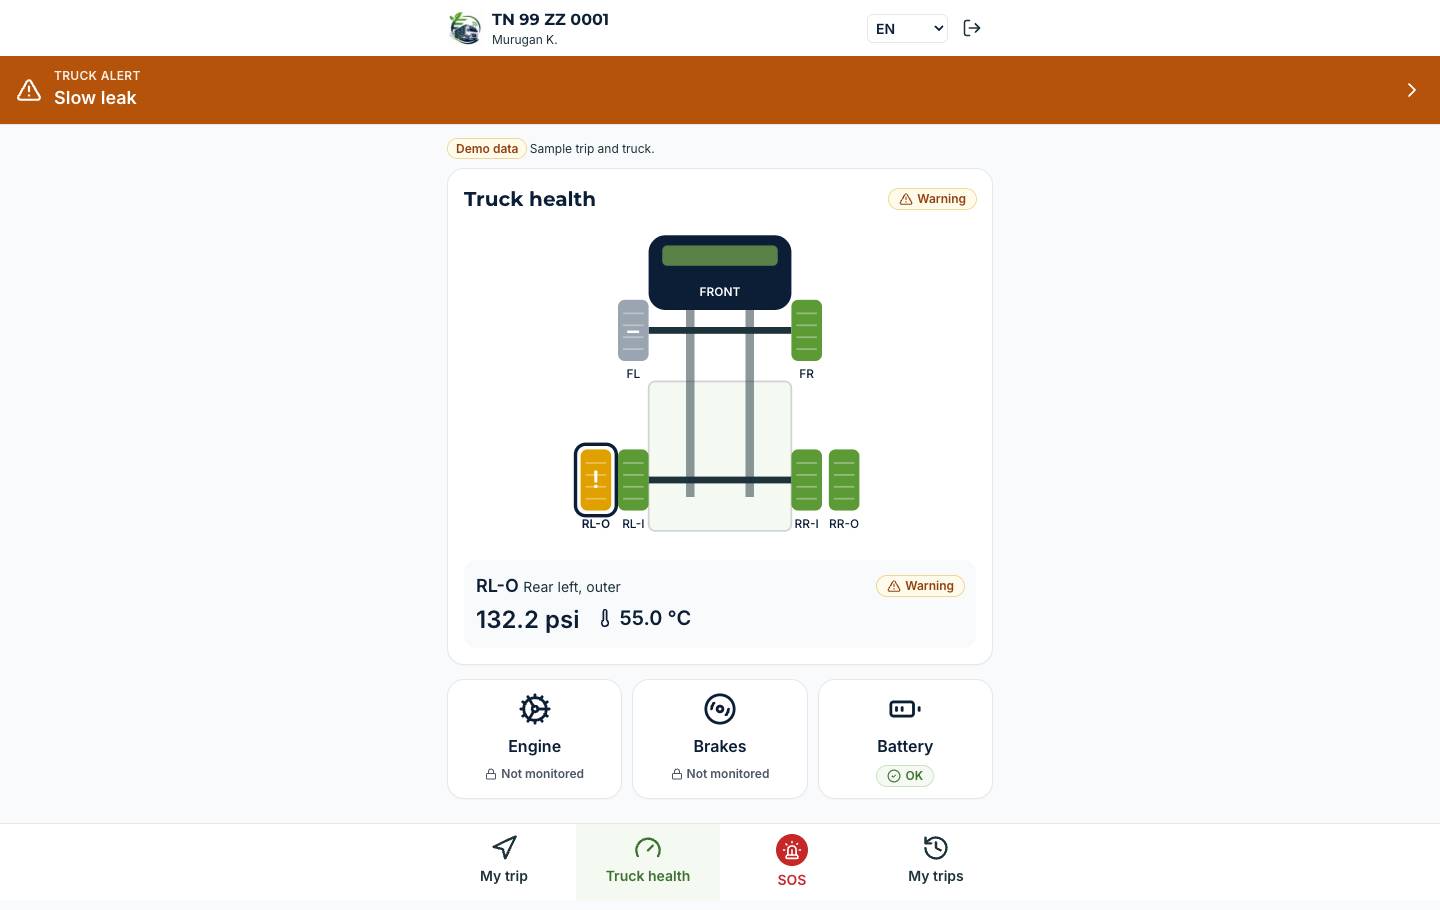 TN 99 ZZ 0001
Murugan K.
EN
TRUCK ALERT
Slow leak
Demo data Sample trip and truck.
Truck health
Warning
FRONT
FL
FR
!
RL-O RL-I RR-I RR-O
RL-O Rear left, outer
Warning
132.2 psi 55.0 °C
Engine
Not monitored
Brakes
Not monitored
Battery
OK
My trip
Truck health
SOS
My trips